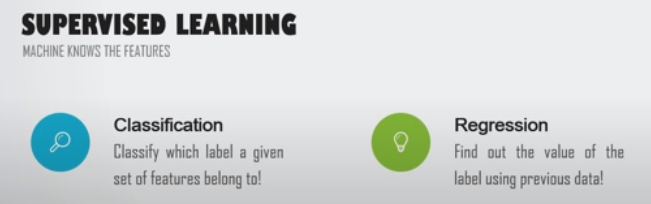 SUPERVISED LEARNING
MACHINE KNOWS THE FEATURES
Classification
Classify which label a given
set of features belong to!
Regression
Find out the value of the
label using previous data!